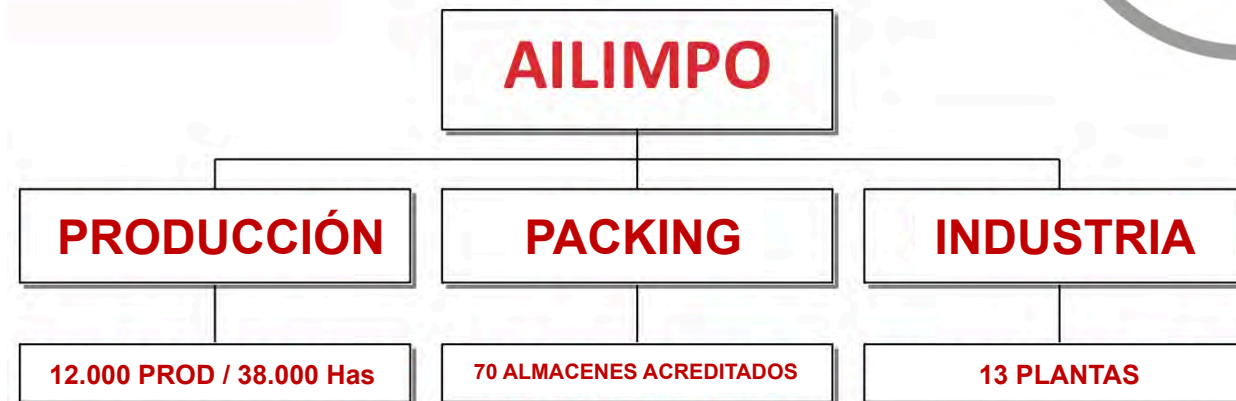 AILIMPO
PRODUCCIÓN
PACKING
INDUSTRIA
12.000 PROD / 38.000 Has
70 ALMACENES ACREDITADOS
13 PLANTAS